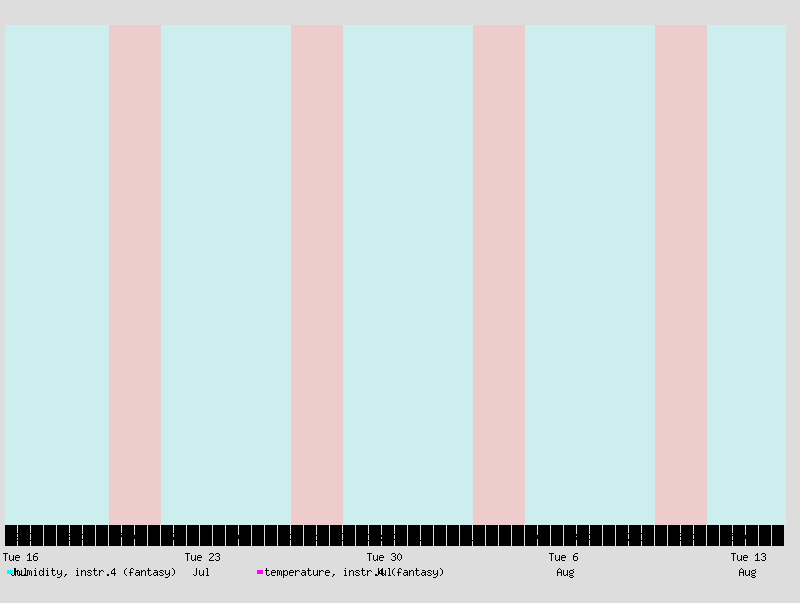 Tue 16 Tue 23 Tue 30 Tue 6 Tue 13
humidity, instr.4 (fantasy) Jul temperature, instr.4 (fantasy) Aug Aug